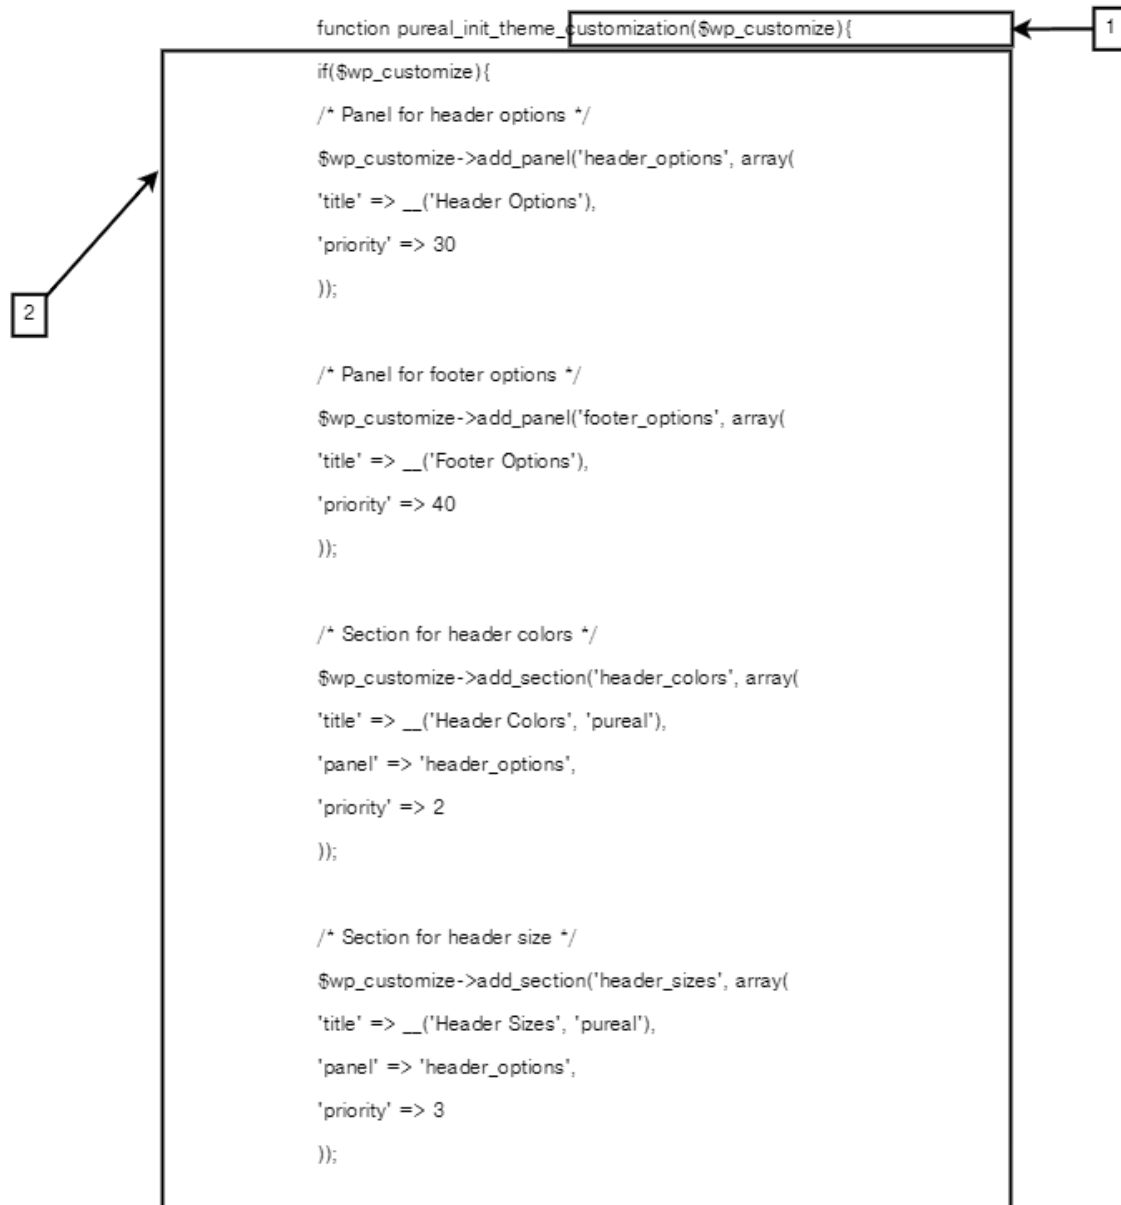 function pureal_init_theme_customization($wp_customize){
1
if($wp_customize){
/* Panel for header options */
$wp_customize->add_panel('header_options', array(
'title' => __('Header Options'),
'priority' => 30
));
2
/* Panel for footer options */
$wp_customize->add_panel('footer_options', array(
'title' => __('Footer Options'),
'priority' => 40
));
/* Section for header colors */
$wp_customize->add_section('header_colors', array(
'title' => __('Header Colors', 'pureal'),
'panel' => 'header_options',
'priority' => 2
));
/* Section for header size */
$wp_customize->add_section('header_sizes', array(
'title' => __('Header Sizes', 'pureal'),
'panel' => 'header_options',
'priority' => 3
));